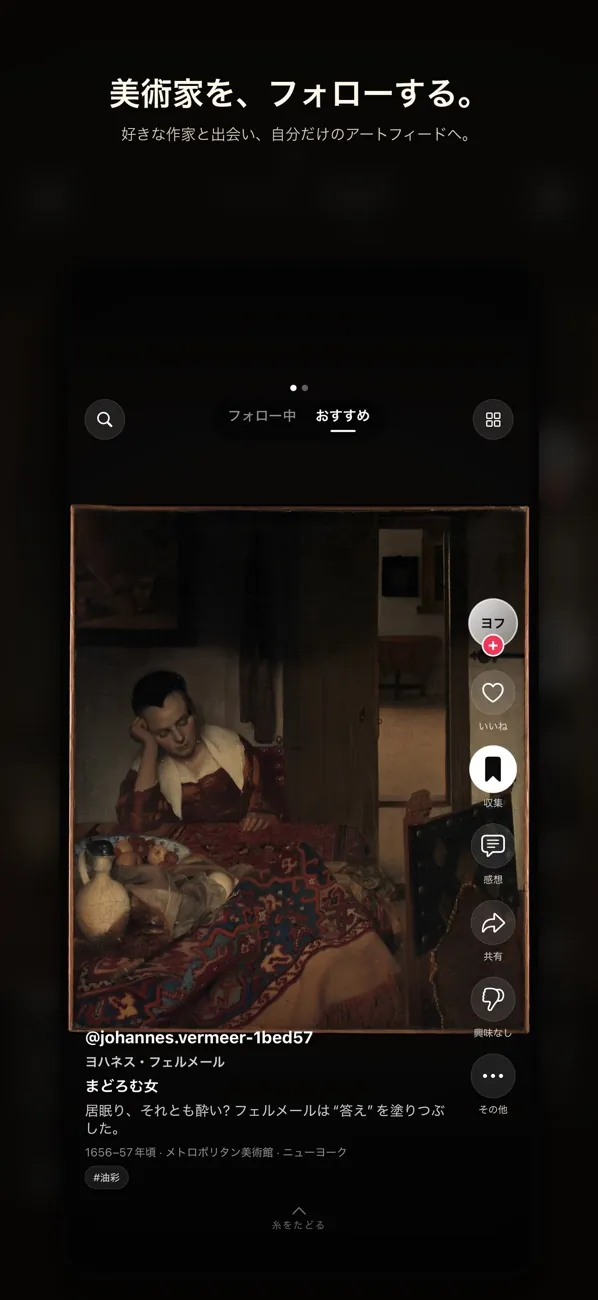 美術家を、フォローする。
好きな作家と出会い、自分だけのアートフィードへ。
フォロー中 おすすめ
ヨフ
いいね
収集
感想
共有
興味なし
その他
@johannes.vermeer-1bed57
ヨハネス・フェルメール
まどろむ女
居眠り、それとも酔い? フェルメールは“答え”を塗りつぶ
した。
1656–57年頃 · メトロポリタン美術館 · ニューヨーク
#油彩
糸をたどる